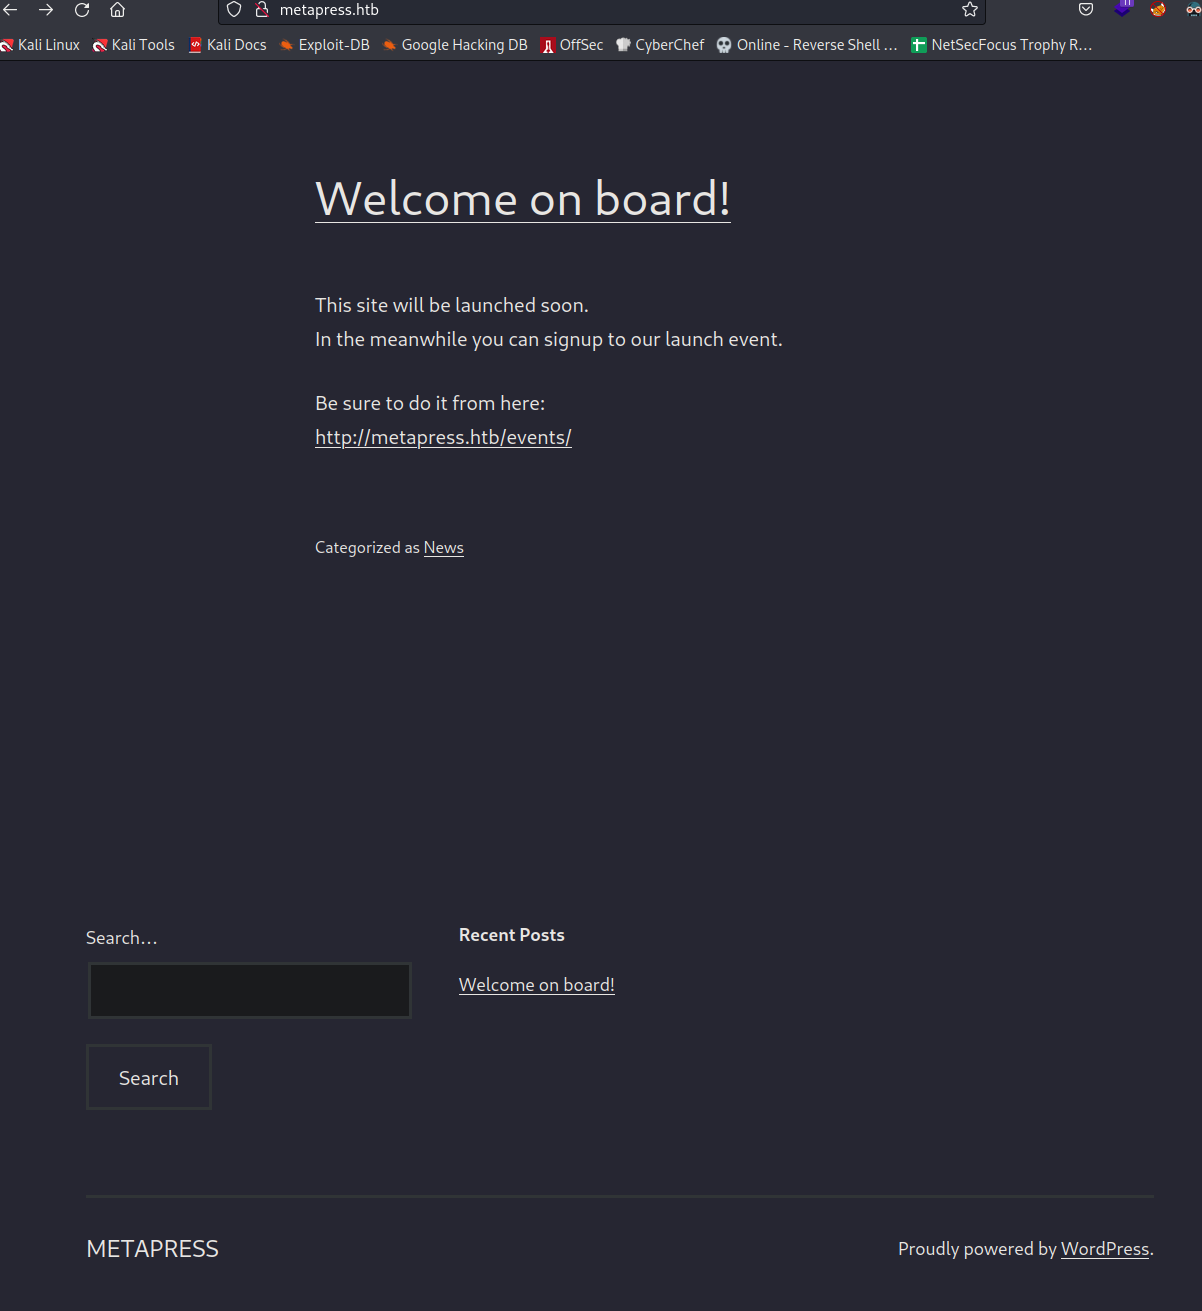 metapress.htb
Kali Linux Kali Tools Kali Docs Exploit-DB Google Hacking DB OffSec CyberChef Online - Reverse Shell … NetSecFocus Trophy R…
Welcome on board!
This site will be launched soon.
In the meanwhile you can signup to our launch event.
Be sure to do it from here:
http://metapress.htb/events/
Categorized as News
Search…
Search
Recent Posts
Welcome on board!
METAPRESS
Proudly powered by WordPress.